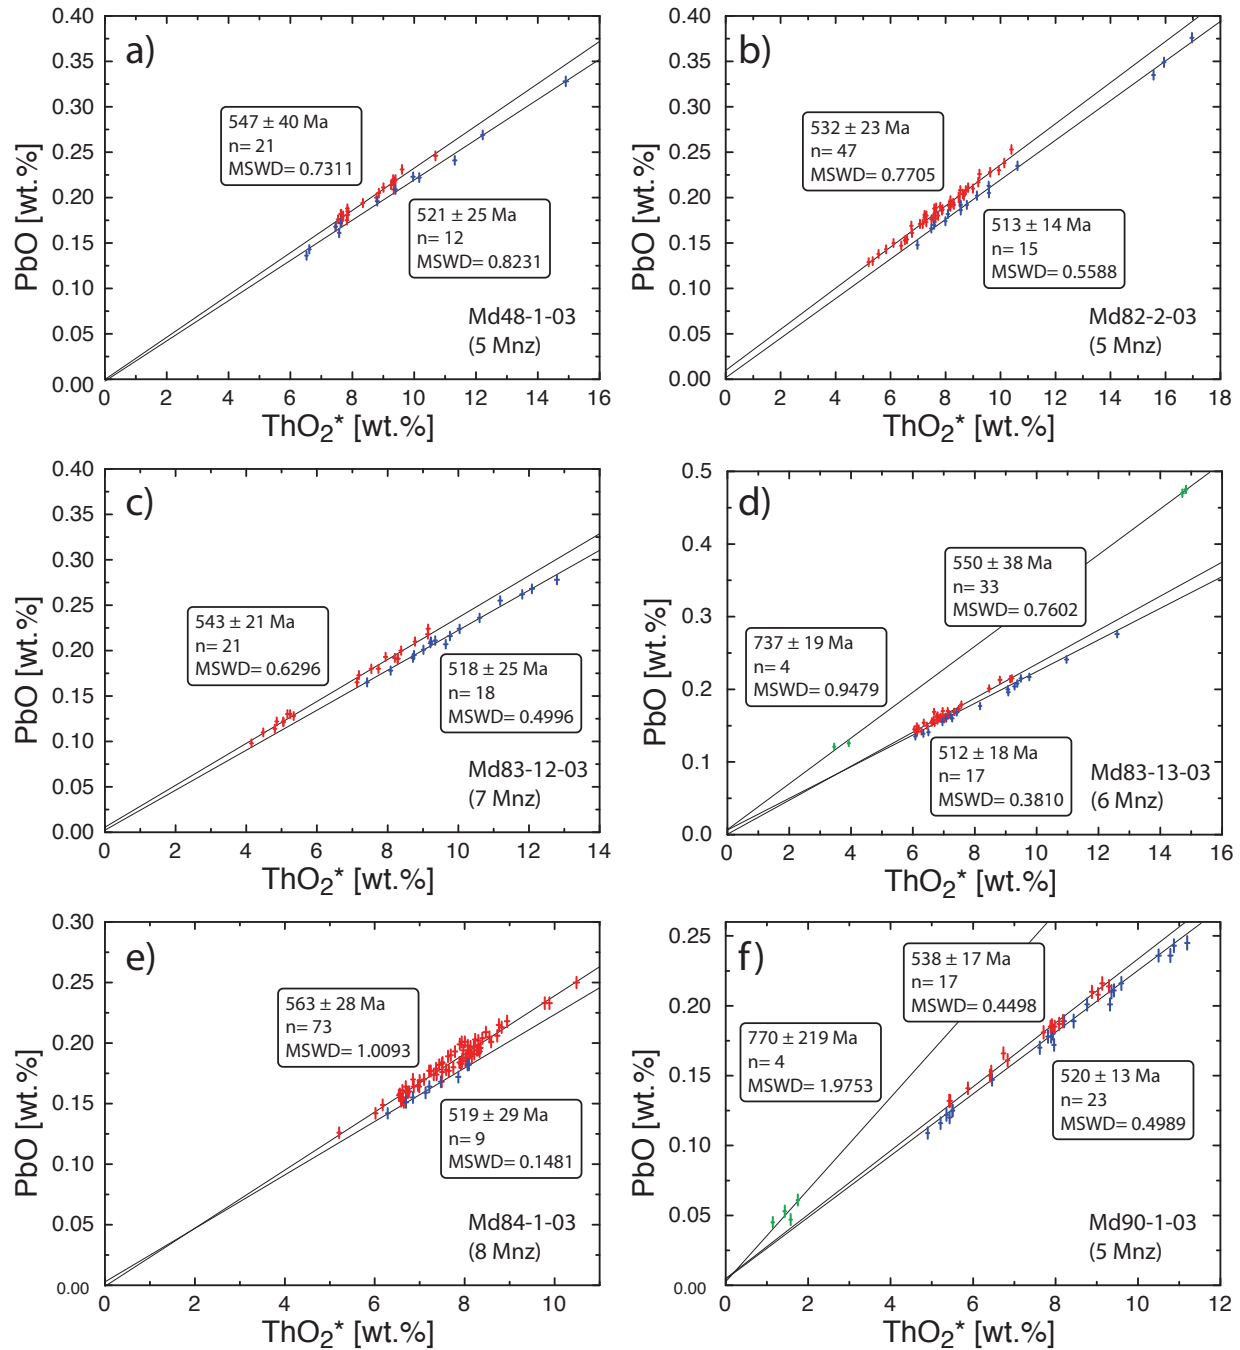 a)
0.40
0.35
0.30
0.25
0.20
0.15
0.10
0.05
0.00
PbO [wt.%]
547 ± 40 Ma
n= 21
MSWD= 0.7311
521 ± 25 Ma
n= 12
MSWD= 0.8231
Md48-1-03
(5 Mnz)
0 2 4 6 8 10 12 14 16
ThO2* [wt.%]
b)
0.40
0.35
0.30
0.25
0.20
0.15
0.10
0.05
0.00
PbO [wt.%]
532 ± 23 Ma
n= 47
MSWD= 0.7705
513 ± 14 Ma
n= 15
MSWD= 0.5588
Md82-2-03
(5 Mnz)
0 2 4 6 8 10 12 14 16 18
ThO2* [wt.%]
c)
0.40
0.35
0.30
0.25
0.20
0.15
0.10
0.05
0.00
PbO [wt.%]
543 ± 21 Ma
n= 21
MSWD= 0.6296
518 ± 25 Ma
n= 18
MSWD= 0.4996
Md83-12-03
(7 Mnz)
0 2 4 6 8 10 12 14
ThO2* [wt.%]
d)
0.5
0.4
0.3
0.2
0.1
0.0
PbO [wt.%]
550 ± 38 Ma
n= 33
MSWD= 0.7602
737 ± 19 Ma
n= 4
MSWD= 0.9479
512 ± 18 Ma
n= 17
MSWD= 0.3810
Md83-13-03
(6 Mnz)
0 2 4 6 8 10 12 14 16
ThO2* [wt.%]
e)
0.30
0.25
0.20
0.15
0.10
0.05
0.00
PbO [wt.%]
563 ± 28 Ma
n= 73
MSWD= 1.0093
519 ± 29 Ma
n= 9
MSWD= 0.1481
Md84-1-03
(8 Mnz)
0 2 4 6 8 10
ThO2* [wt.%]
f)
0.25
0.20
0.15
0.10
0.05
0.00
PbO [wt.%]
538 ± 17 Ma
n= 17
MSWD= 0.4498
770 ± 219 Ma
n= 4
MSWD= 1.9753
520 ± 13 Ma
n= 23
MSWD= 0.4989
Md90-1-03
(5 Mnz)
0 2 4 6 8 10 12
ThO2* [wt.%]